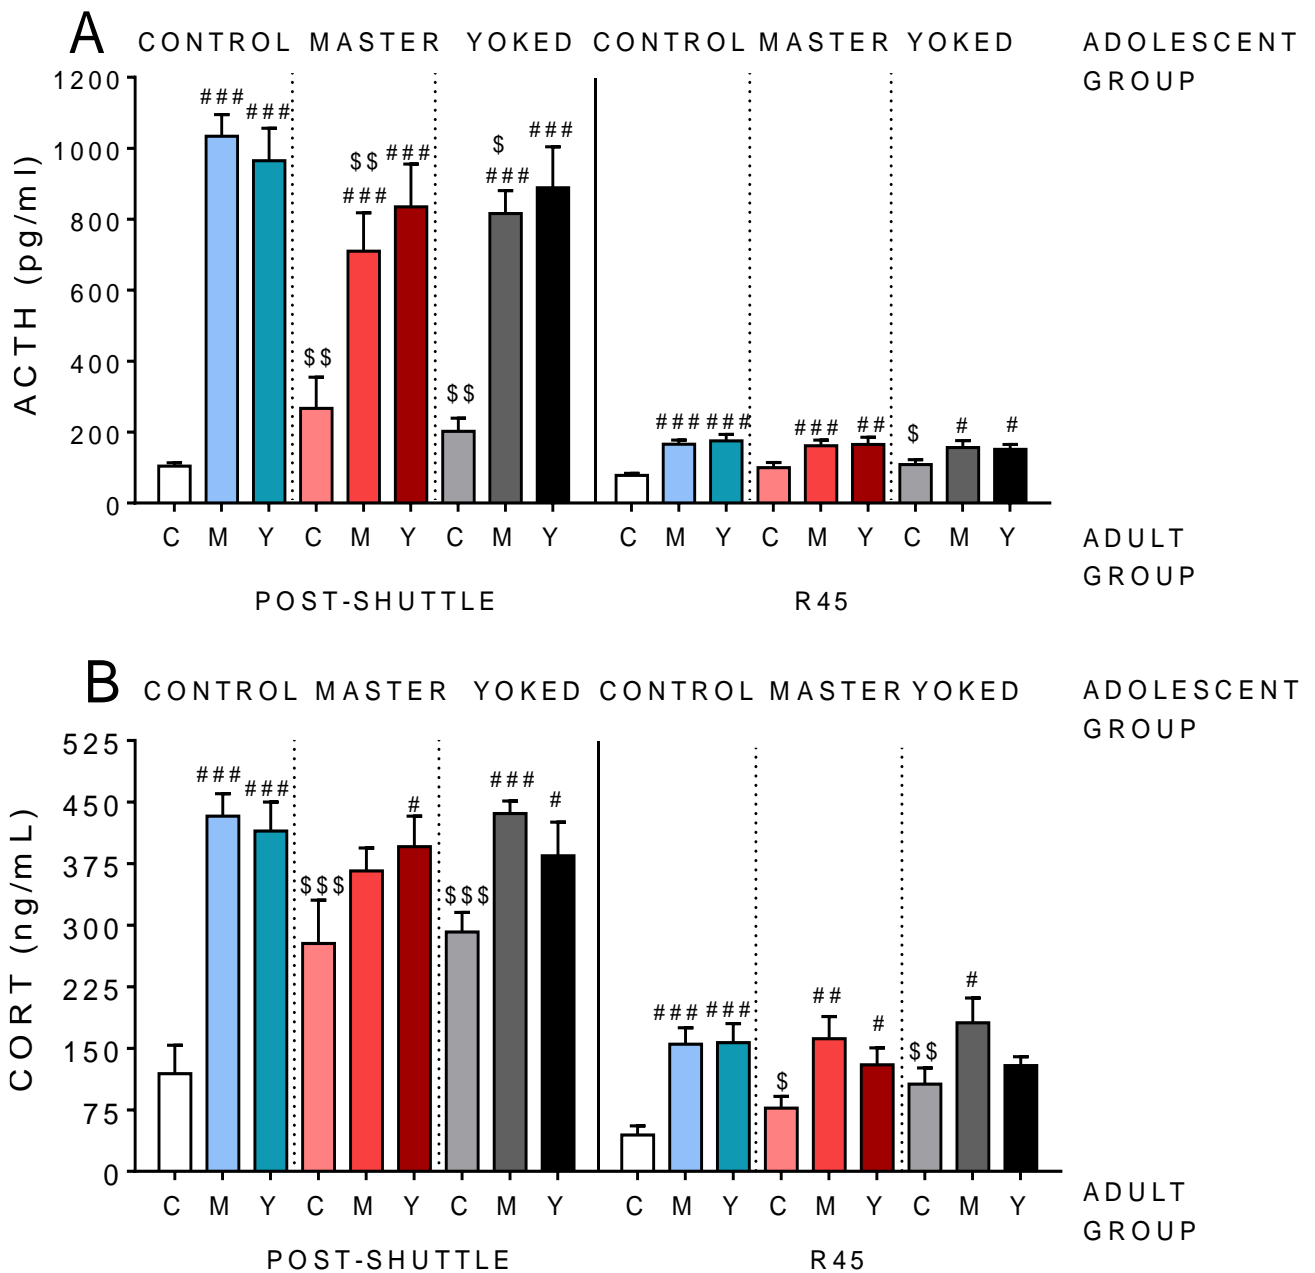 A
CONTROL MASTER YOKED CONTROL MASTER YOKED ADOLESCENT
GROUP
1200
1000
800
600
400
200
0
ACTH (pg/ml)
### ###
$$ ###
###
$ ###
###
$$
$$
### ###
### ##
$ # #
C M Y C M Y C M Y C M Y C M Y C M Y ADULT
GROUP
POST-SHUTTLE R45
B
CONTROL MASTER YOKED CONTROL MASTER YOKED ADOLESCENT
GROUP
525
450
375
300
225
150
75
0
CORT (ng/mL)
### ###
$$$ #
$$$ ### #
### ###
$ ## #
$$ #
C M Y C M Y C M Y C M Y C M Y C M Y ADULT
GROUP
POST-SHUTTLE R45